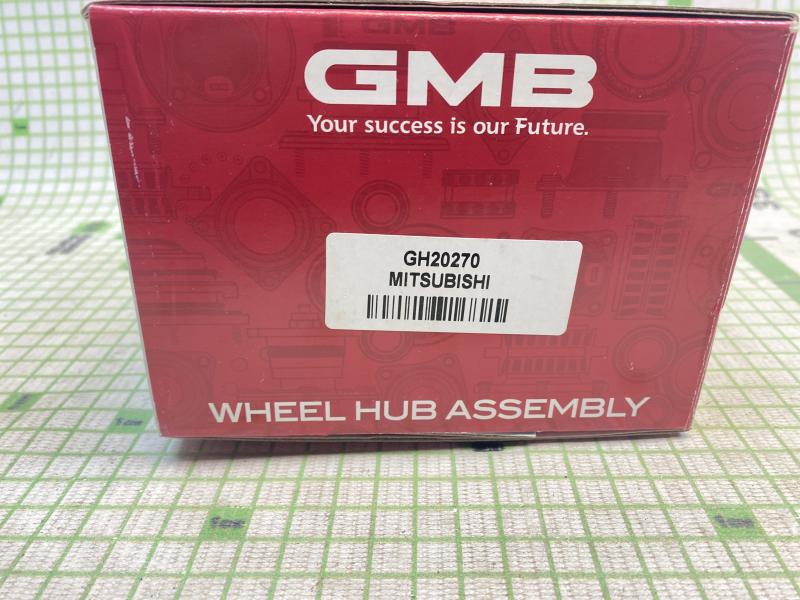 GMB
Your success is our Future.
GH20270
MITSUBISHI
WHEEL HUB ASSEMBLY